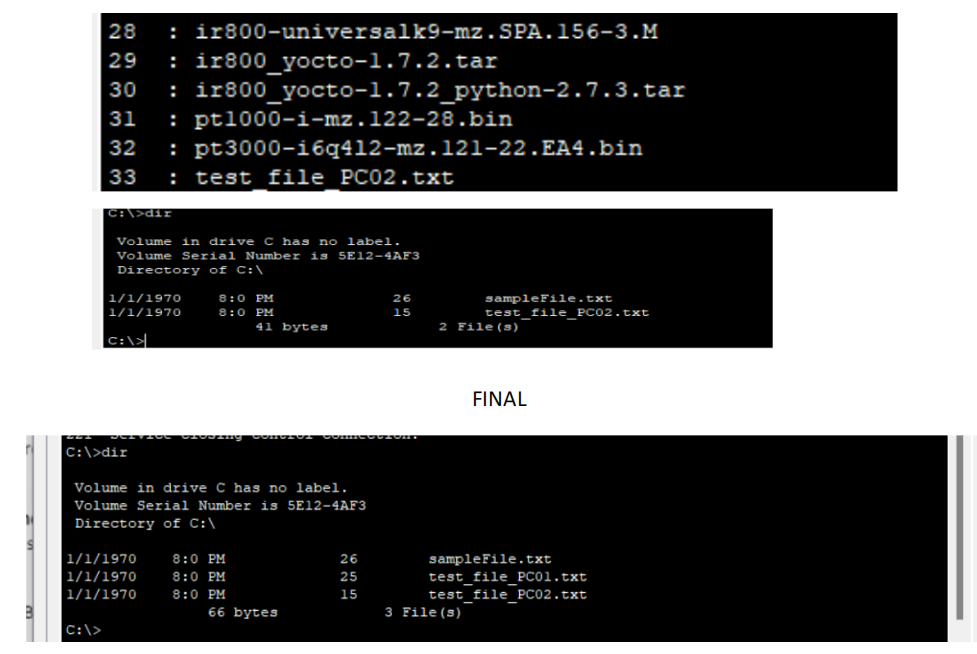 28 : ir800-universalk9-mz.SPA.156-3.M
29 : ir800_yocto-1.7.2.tar
30 : ir800_yocto-1.7.2_python-2.7.3.tar
31 : pt1000-i-mz.122-28.bin
32 : pt3000-i6q4l2-mz.121-22.EA4.bin
33 : test_file_PC02.txt
C:\>dir
Volume in drive C has no label.
Volume Serial Number is 5E12-4AF3
Directory of C:\
1/1/1970 8:0 PM 26 sampleFile.txt
1/1/1970 8:0 PM 15 test_file_PC02.txt
41 bytes 2 File(s)
C:\>
FINAL
221- Service closing control connection.
C:\>dir
Volume in drive C has no label.
Volume Serial Number is 5E12-4AF3
Directory of C:\
1/1/1970 8:0 PM 26 sampleFile.txt
1/1/1970 8:0 PM 25 test_file_PC01.txt
1/1/1970 8:0 PM 15 test_file_PC02.txt
66 bytes 3 File(s)
C:\>